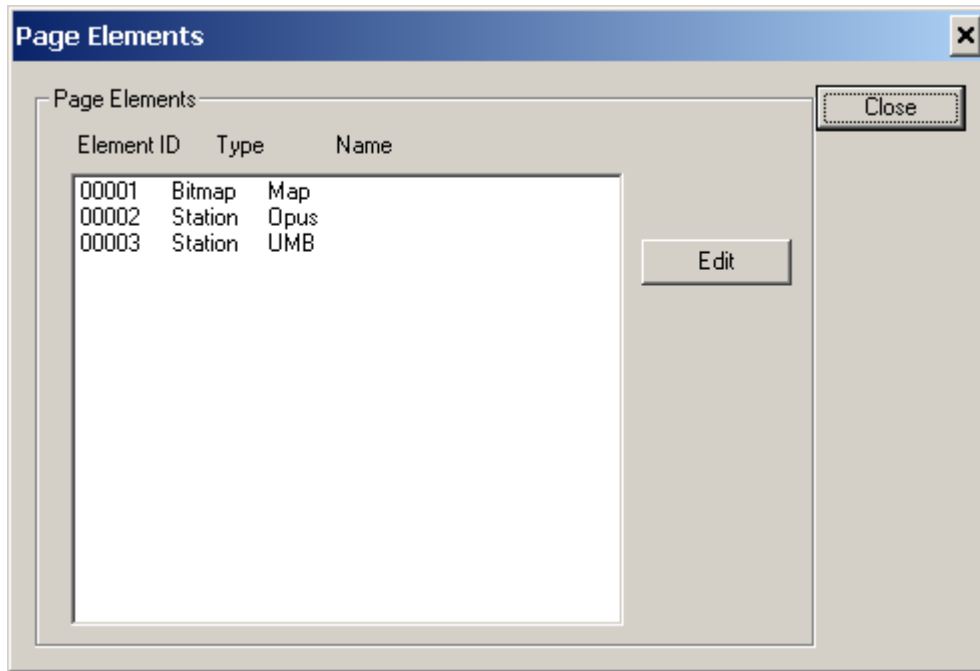 Page Elements
Page Elements
Close
Element ID Type Name
00001 Bitmap Map
00002 Station Opus
00003 Station UMB
Edit